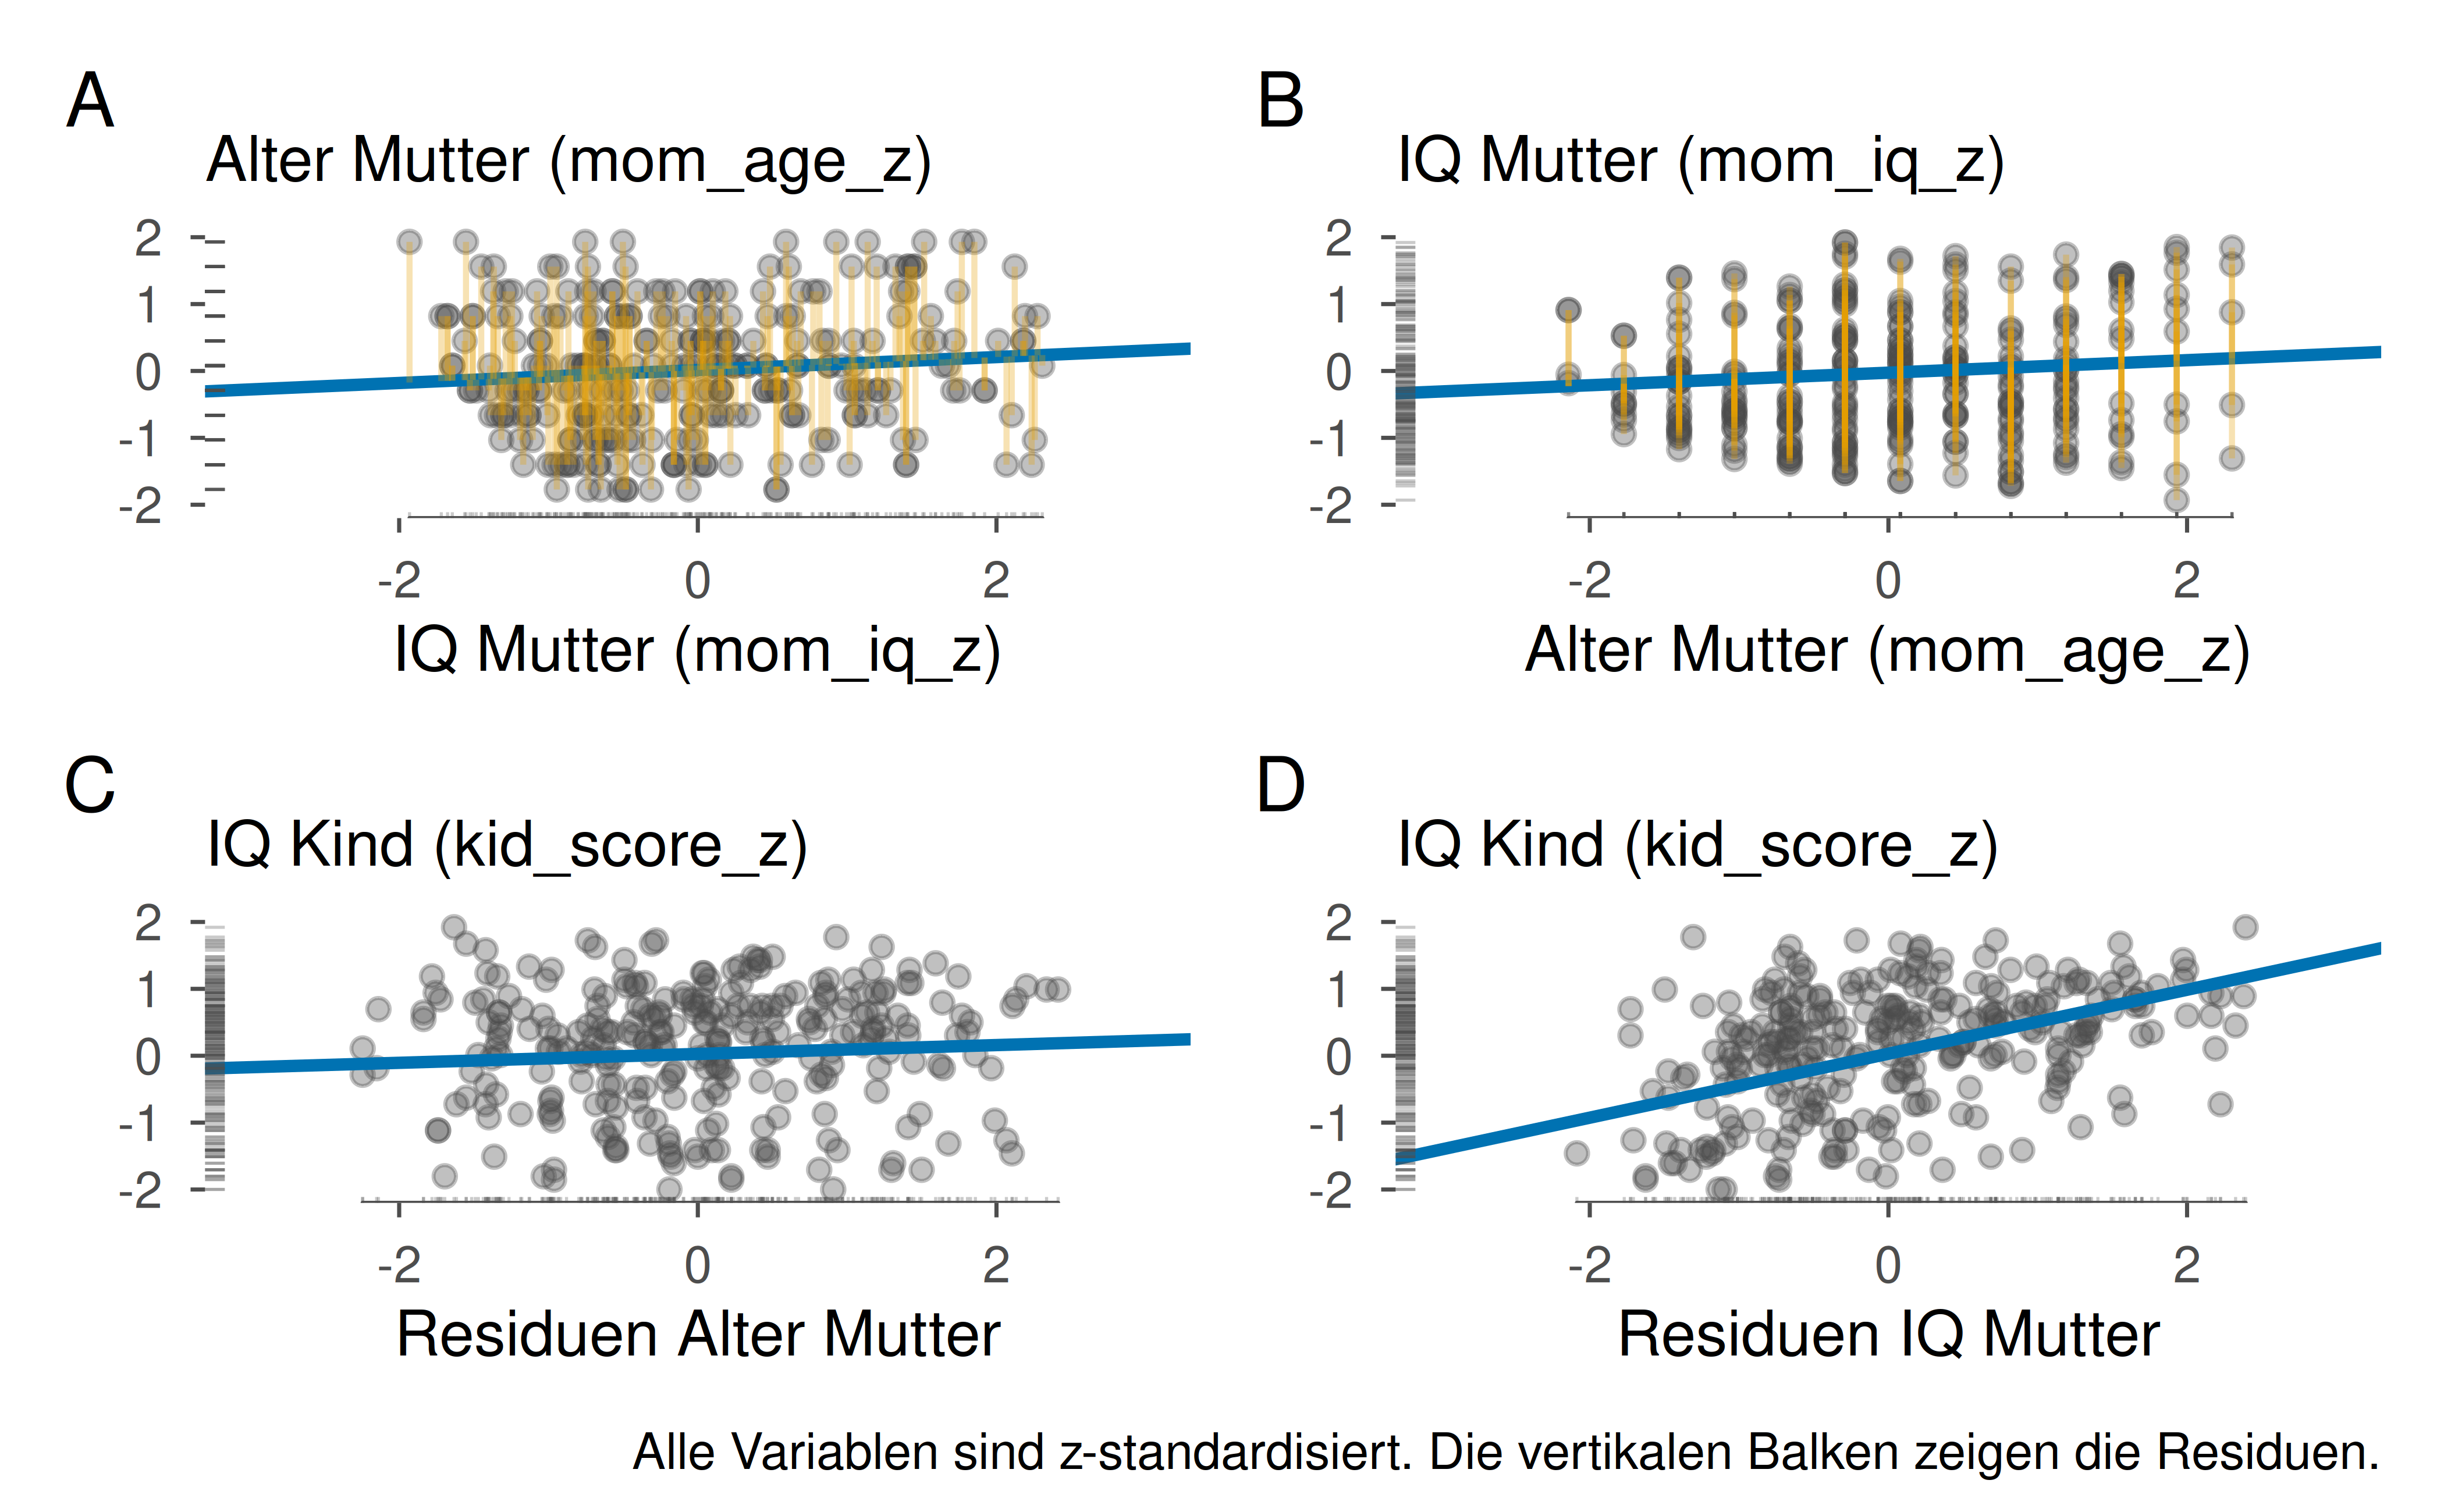 A
Alter Mutter (mom_age_z)
2
1
0
-1
-2
-2 0 2
IQ Mutter (mom_iq_z)
B
IQ Mutter (mom_iq_z)
2
1
0
-1
-2
-2 0 2
Alter Mutter (mom_age_z)
C
IQ Kind (kid_score_z)
2
1
0
-1
-2
-2 0 2
Residuen Alter Mutter
D
IQ Kind (kid_score_z)
2
1
0
-1
-2
-2 0 2
Residuen IQ Mutter
Alle Variablen sind z-standardisiert. Die vertikalen Balken zeigen die Residuen.